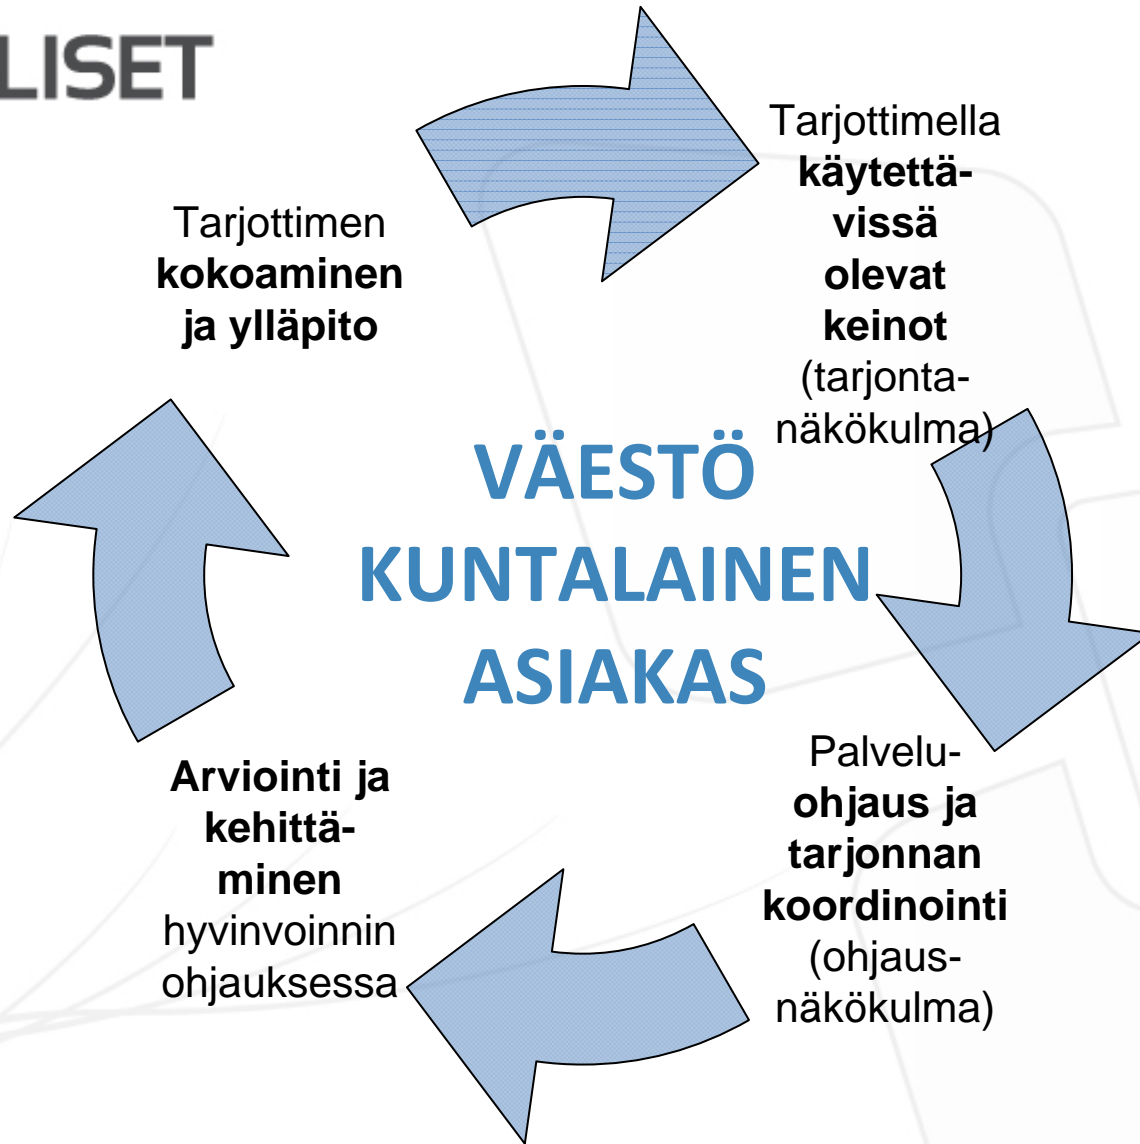 LISET
Tarjottimen
kokoaminen
ja ylläpito
Tarjottimella
käytettä-
vissä
olevat
keinot
(tarjonta-
näkökulma)
VÄESTÖ
KUNTALAINEN
ASIAKAS
Palvelu-
ohjaus ja
tarjonnan
koordinointi
(ohjaus-
näkökulma)
Arviointi ja
kehittä-
minen
hyvinvoinnin
ohjauksessa